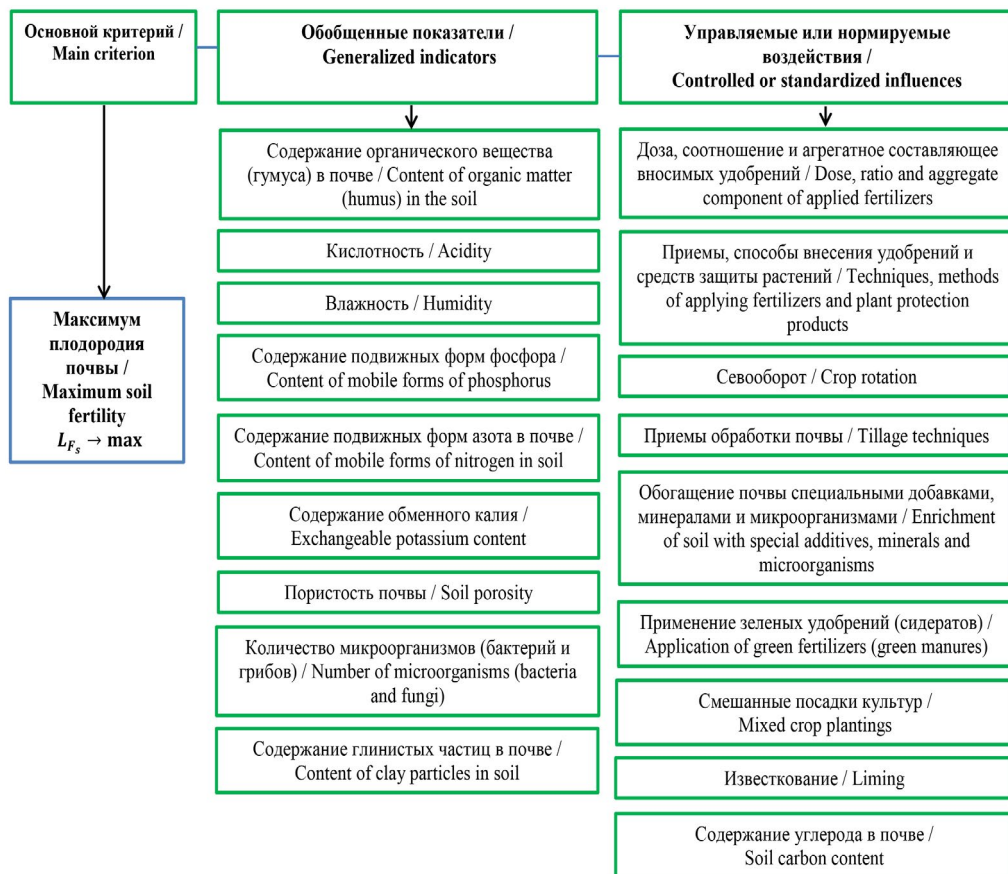 Основной критерий /
Main criterion
Обобщенные показатели /
Generalized indicators
Управляемые или нормируемые
воздействия /
Controlled or standardized influences
Максимум
плодородия
почвы /
Maximum soil
fertility
L_{F_s} → max
Содержание органического вещества
(гумуса) в почве / Content of organic matter
(humus) in the soil
Кислотность / Acidity
Влажность / Humidity
Содержание подвижных форм фосфора /
Content of mobile forms of phosphorus
Содержание подвижных форм азота в почве /
Content of mobile forms of nitrogen in soil
Содержание обменного калия /
Exchangeable potassium content
Пористость почвы / Soil porosity
Количество микроорганизмов (бактерий и
грибов) / Number of microorganisms (bacteria
and fungi)
Содержание глинистых частиц в почве /
Content of clay particles in soil
Доза, соотношение и агрегатное составляющее
вносимых удобрений / Dose, ratio and aggregate
component of applied fertilizers
Приемы, способы внесения удобрений и
средств защиты растений / Techniques, methods
of applying fertilizers and plant protection
products
Севооборот / Crop rotation
Приемы обработки почвы / Tillage techniques
Обогащение почвы специальными добавками,
минералами и микроорганизмами / Enrichment
of soil with special additives, minerals and
microorganisms
Применение зеленых удобрений (сидератов) /
Application of green fertilizers (green manures)
Смешанные посадки культур /
Mixed crop plantings
Известкование / Liming
Содержание углерода в почве /
Soil carbon content